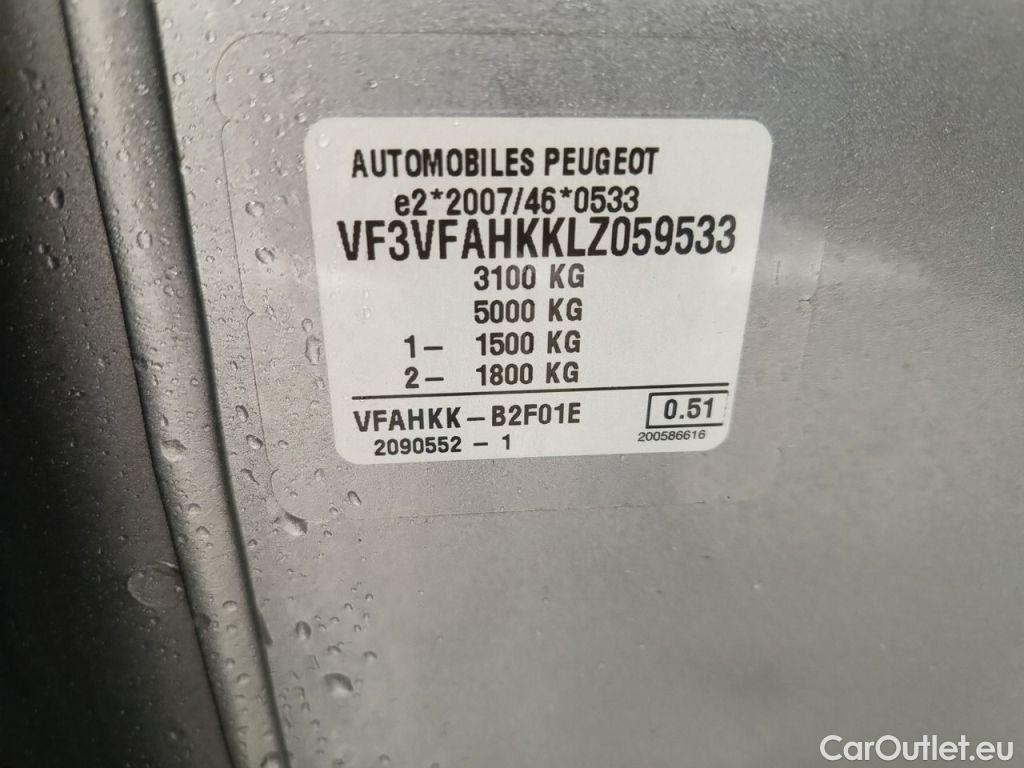 AUTOMOBILES PEUGEOT
e2*2007/46*0533
VF3VFAHKKLZ059533
3100 KG
5000 KG
1- 1500 KG
2- 1800 KG
VFAHKK-B2F01E
0.51
2090552-1
200586616
CarOutlet.eu